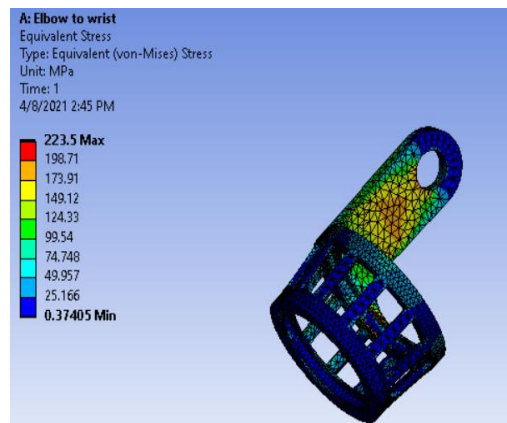 A: Elbow to wrist
Equivalent Stress
Type: Equivalent (von-Mises) Stress
Unit: MPa
Time: 1
4/8/2021 2:45 PM
223.5 Max
198.71
173.91
149.12
124.33
99.54
74.748
49.957
25.166
0.37405 Min